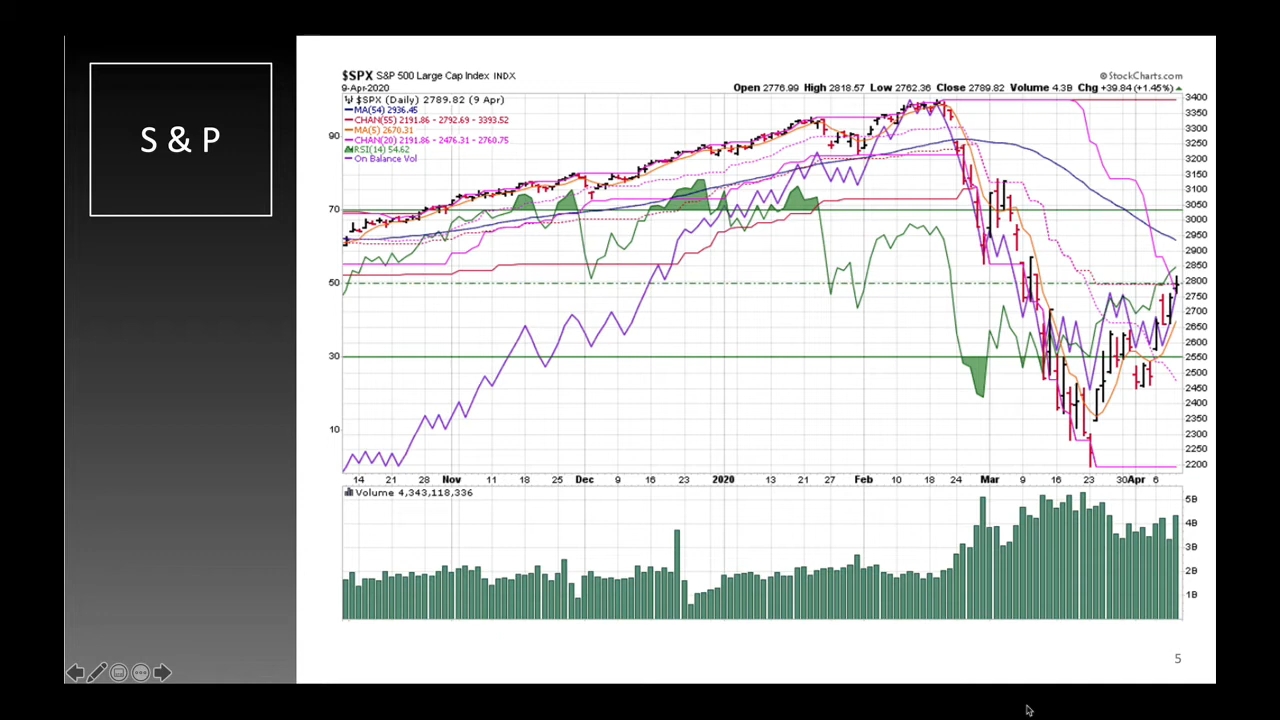 S & P
$SPX S&P 500 Large Cap Index INDX
© StockCharts.com
9-Apr-2020
Open 2776.99 High 2818.57 Low 2762.36 Close 2789.82 Volume 4.3B Chg +39.84 (+1.45%)
$SPX (Daily) 2789.82 (9 Apr)
MA(54) 2936.45
CHAN(55) 2191.86 - 2792.69 - 3393.52
MA(5) 2670.31
CHAN(20) 2191.86 - 2476.31 - 2760.75
RSI(14) 54.62
On Balance Vol
90
70
50
30
10
3400
3350
3300
3250
3200
3150
3100
3050
3000
2950
2900
2850
2800
2750
2700
2650
2600
2550
2500
2450
2400
2350
2300
2250
2200
14 21 28 Nov 11 18 25 Dec 9 16 23 2020 13 21 27 Feb 10 18 24 Mar 9 16 23 30 Apr 6
Volume 4,343,118,336
5B
4B
3B
2B
1B
5